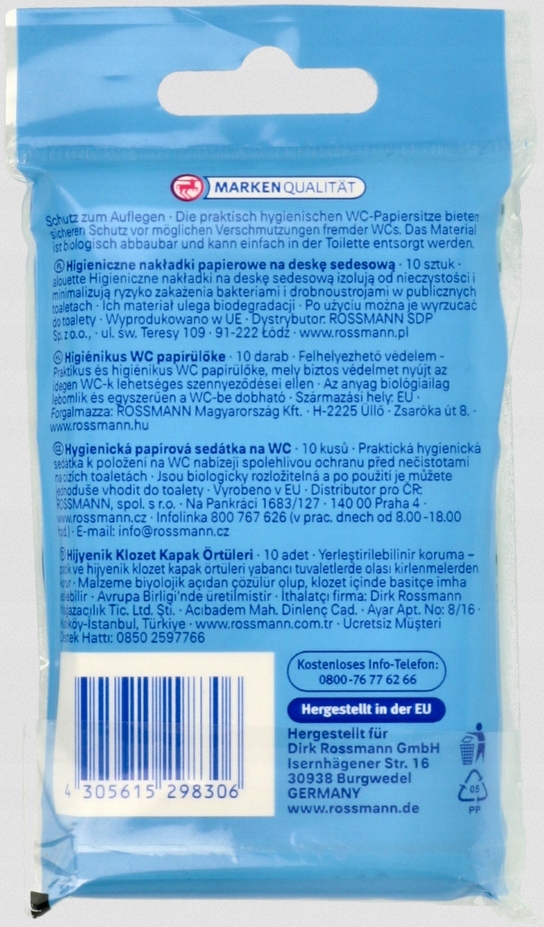 MARKENQUALITÄT
Schutz zum Auflegen · Die praktisch hygienischen WC-Papiersitze bieten
sicheren Schutz vor möglichen Verschmutzungen fremder WCs. Das Material
ist biologisch abbaubar und kann einfach in der Toilette entsorgt werden.
Higieniczne nakładki papierowe na deskę sedesową · 10 sztuk -
alouette Higieniczne nakładki na deskę sedesową izolują od nieczystości i
minimalizują ryzyko zakażenia bakteriami i drobnoustrojami w publicznych
toaletach · Ich materiał ulega biodegradacji · Po użyciu można je wyrzucać
do toalety · Wyprodukowano w UE · Dystrybutor: ROSSMANN SDP
Sp. z o.o., · ul. św. Teresy 109 · 91-222 Łódź · www.rossmann.pl
Higiénikus WC papírülőke · 10 darab · Felhelyezhető védelem -
Praktikus és higiénikus WC papírülőke, mely biztos védelmet nyújt az
idegen WC-k lehetséges szennyeződései ellen · Az anyag biológiailag
lebomlik és egyszerűen a WC-be dobható · Származási hely: EU ·
Forgalmazza: ROSSMANN Magyarország Kft. · H-2225 Üllő · Zsaróka út 8. ·
www.rossmann.hu
Hygienická papírová sedátka na WC · 10 kusů · Praktická hygienická
sedátka k položení na WC nabízejí spolehlivou ochranu před nečistotami
na cizích toaletách · Jsou biologicky rozložitelná a po použití je můžete
jednoduše vhodit do toalety · Vyrobeno v EU · Distributor pro ČR:
ROSSMANN, spol. s r.o. · Na Pankráci 1683/127 · 140 00 Praha 4 ·
www.rossmann.cz · Infolinka 800 767 626 (v prac. dnech od 8.00 -18.00
hod.) · E-mail: info@rossmann.cz
Hijyenik Klozet Kapak Örtüleri · 10 adet · Yerleştirilebilinir koruma –
ve hijyenik klozet kapak örtüleri yabancı tuvaletlerde olası kirlenmelerden
korur · Malzeme biyolojik açıdan çözülür olup, klozet içinde basitçe imha
edebilir · Avrupa Birligi'nde üretilmistir · İthalatçı firma: Dirk Rossmann
Mağazacılık Tic. Ltd. Şti. · Acıbadem Mah. Dinlenç Cad. · Ayar Apt. No: 8/16 ·
Kadıköy-İstanbul, Türkiye · www.rossmann.com.tr · Ucretsiz Müşteri
Destek Hattı: 0850 2597766
Kostenloses Info-Telefon:
0800-76 77 62 66
Hergestellt in der EU
Hergestellt für
Dirk Rossmann GmbH
Isernhägener Str. 16
30938 Burgwedel
GERMANY
www.rossmann.de
4 305615 298306
05
PP